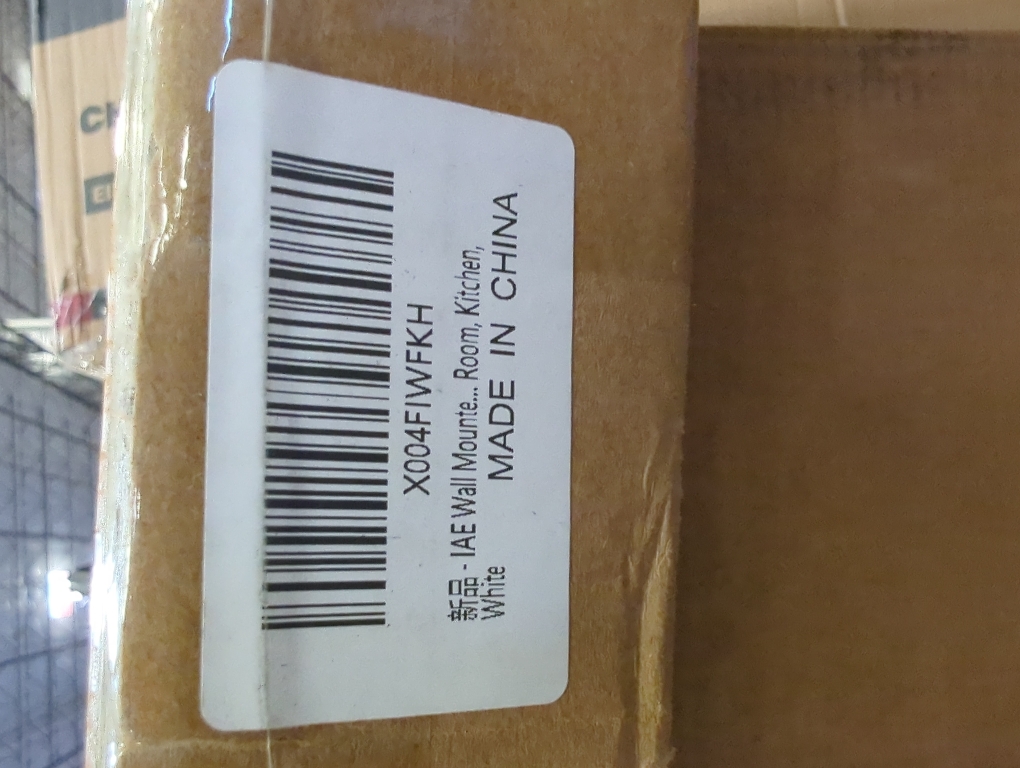 X004FIWFKH
新品 - IAE Wall Mounte... Room, Kitchen,
White
MADE IN CHINA